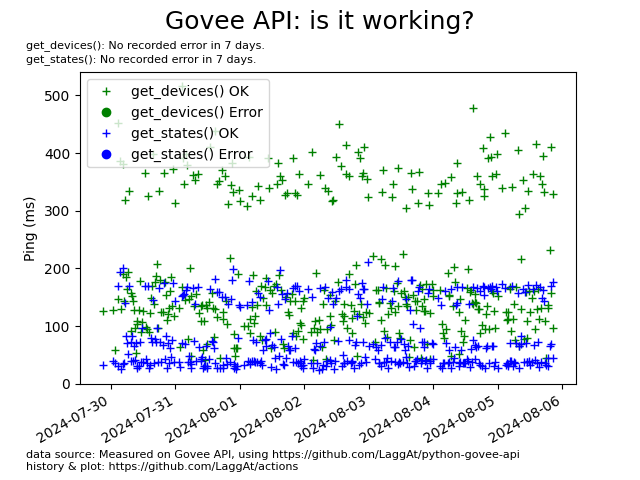 Govee API: is it working?
get_devices(): No recorded error in 7 days.
get_states(): No recorded error in 7 days.
get_devices() OK
get_devices() Error
get_states() OK
get_states() Error
Ping (ms)
500
400
300
200
100
0
2024-07-30
2024-07-31
2024-08-01
2024-08-02
2024-08-03
2024-08-04
2024-08-05
2024-08-06
data source: Measured on Govee API, using https://github.com/LaggAt/python-govee-api
history & plot: https://github.com/LaggAt/actions